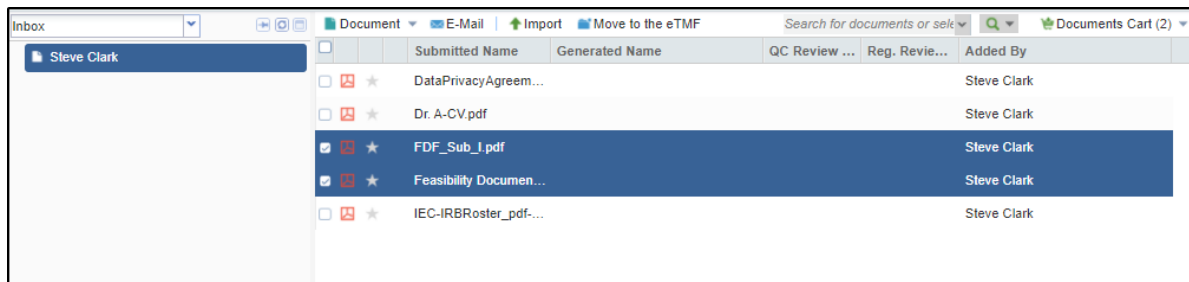 Inbox
Document E-Mail Import Move to the eTMF Search for documents or sele Documents Cart (2)
Steve Clark
Submitted Name Generated Name QC Review ... Reg. Revie... Added By
DataPrivacyAgreem... Steve Clark
Dr. A-CV.pdf Steve Clark
FDF_Sub_I.pdf Steve Clark
Feasibility Documen... Steve Clark
IEC-IRBRoster_pdf-... Steve Clark